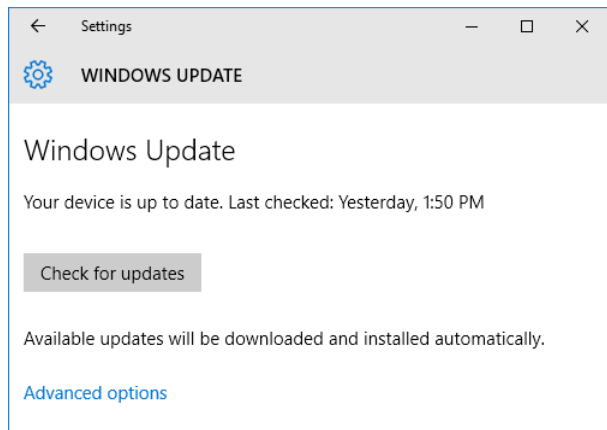 Settings
WINDOWS UPDATE
Windows Update
Your device is up to date. Last checked: Yesterday, 1:50 PM
Check for updates
Available updates will be downloaded and installed automatically.
Advanced options